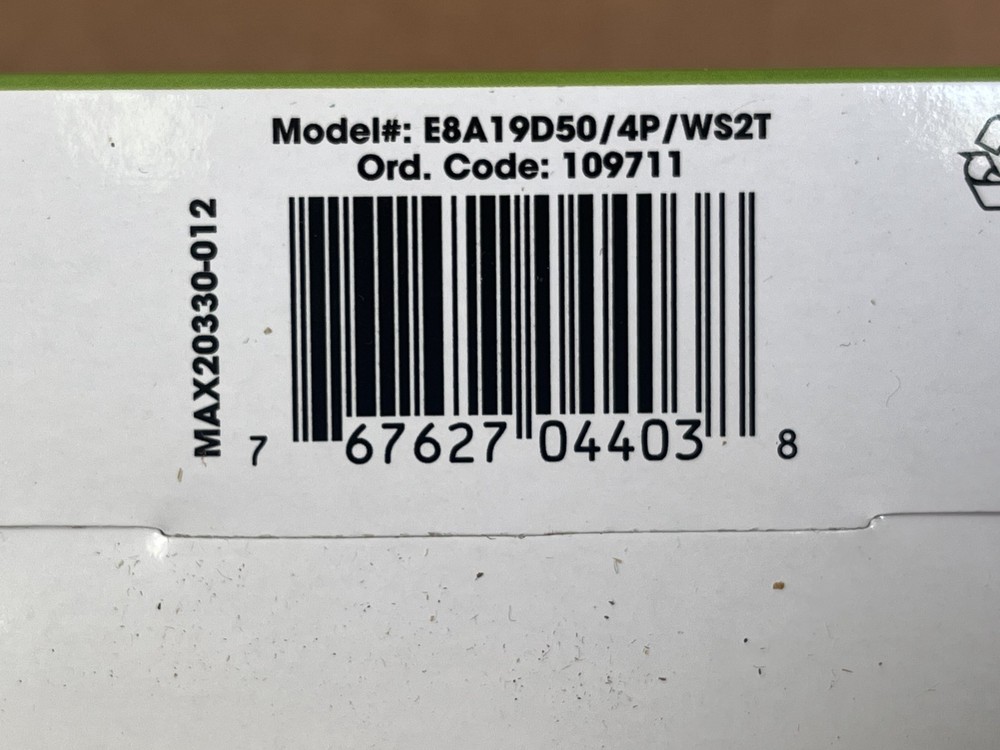 Model#: E8A19D50/4P/WS2T
Ord. Code: 109711
MAX20330-012
7 67627 04403 8